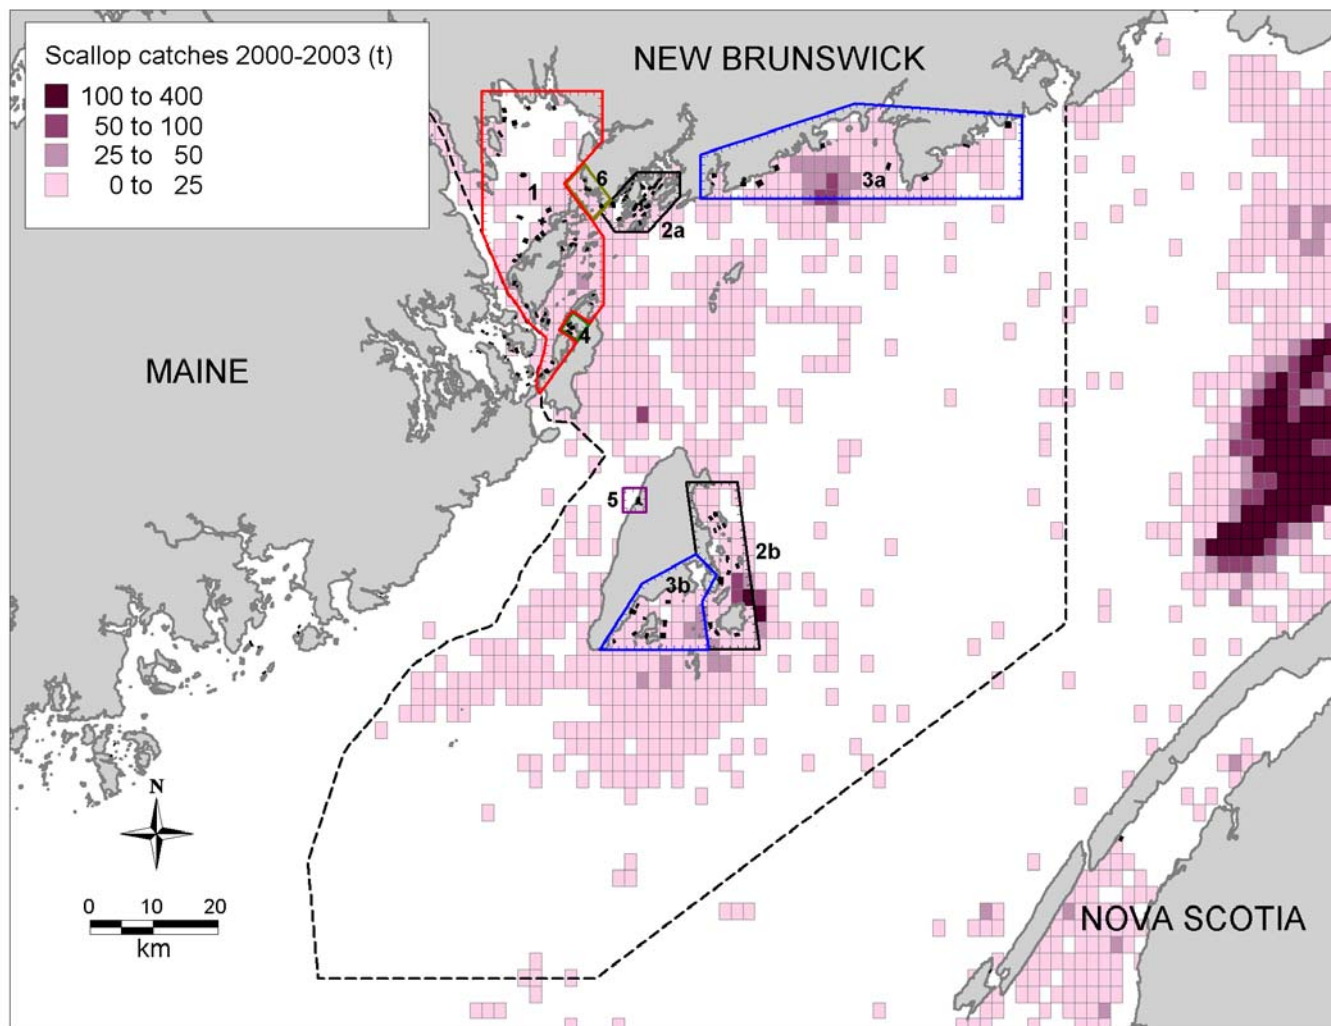 Scallop catches 2000-2003 (t)
100 to 400
50 to 100
25 to 50
0 to 25
NEW BRUNSWICK
MAINE
NOVA SCOTIA
1
6
2a
3a
4
5
2b
3b
N
0 10 20
km